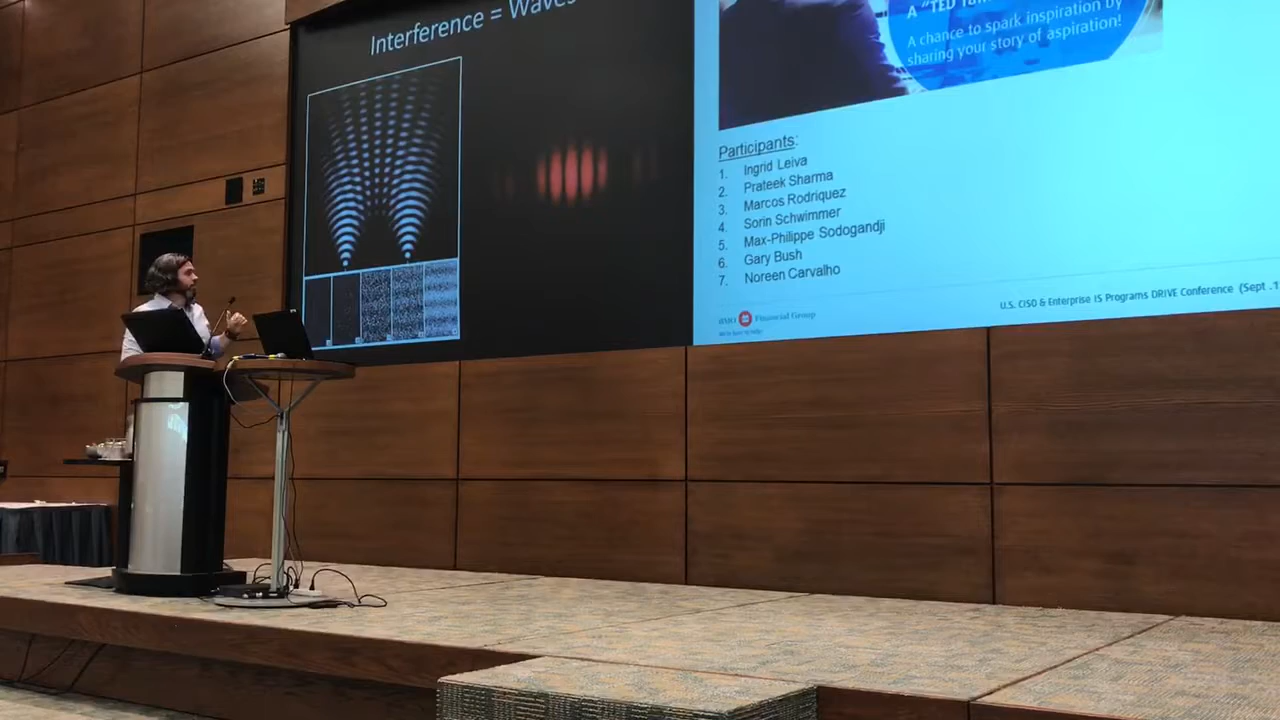 Interference = Waves
A "TED
A chance to spark inspiration by
sharing your story of aspiration!
Participants:
1. Ingrid Leiva
2. Prateek Sharma
3. Marcos Rodriquez
4. Sorin Schwimmer
5. Max-Philippe Sodogandji
6. Gary Bush
7. Noreen Carvalho
BMO Financial Group
U.S. CISO & Enterprise IS Programs DRIVE Conference (Sept .1